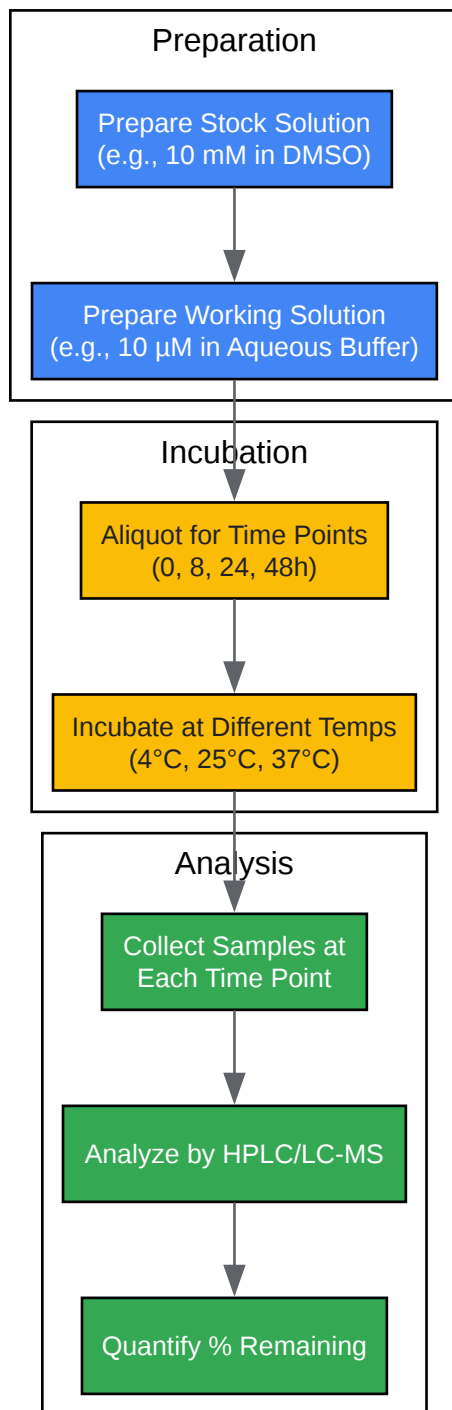 Preparation
Prepare Stock Solution
(e.g., 10 mM in DMSO)
Prepare Working Solution
(e.g., 10 µM in Aqueous Buffer)
Incubation
Aliquot for Time Points
(0, 8, 24, 48h)
Incubate at Different Temps
(4°C, 25°C, 37°C)
Analysis
Collect Samples at
Each Time Point
Analyze by HPLC/LC-MS
Quantify % Remaining